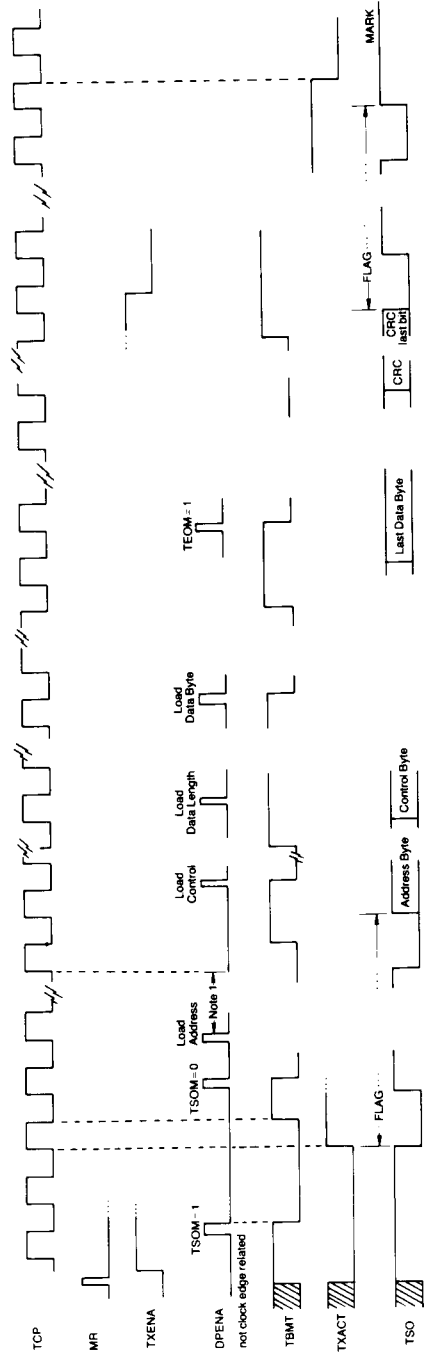 TCP
MR
TXENA
DPENA
not clock edge related
TBMT
TXACT
TSO
TSOM = 1
TSOM = 0
Load
Address
Note 1
Load
Control
Load
Data Length
Load
Data Byte
TEOM = 1
FLAG
Address Byte
Control Byte
Last Data Byte
CRC
CRC
last bit
FLAG
MARK